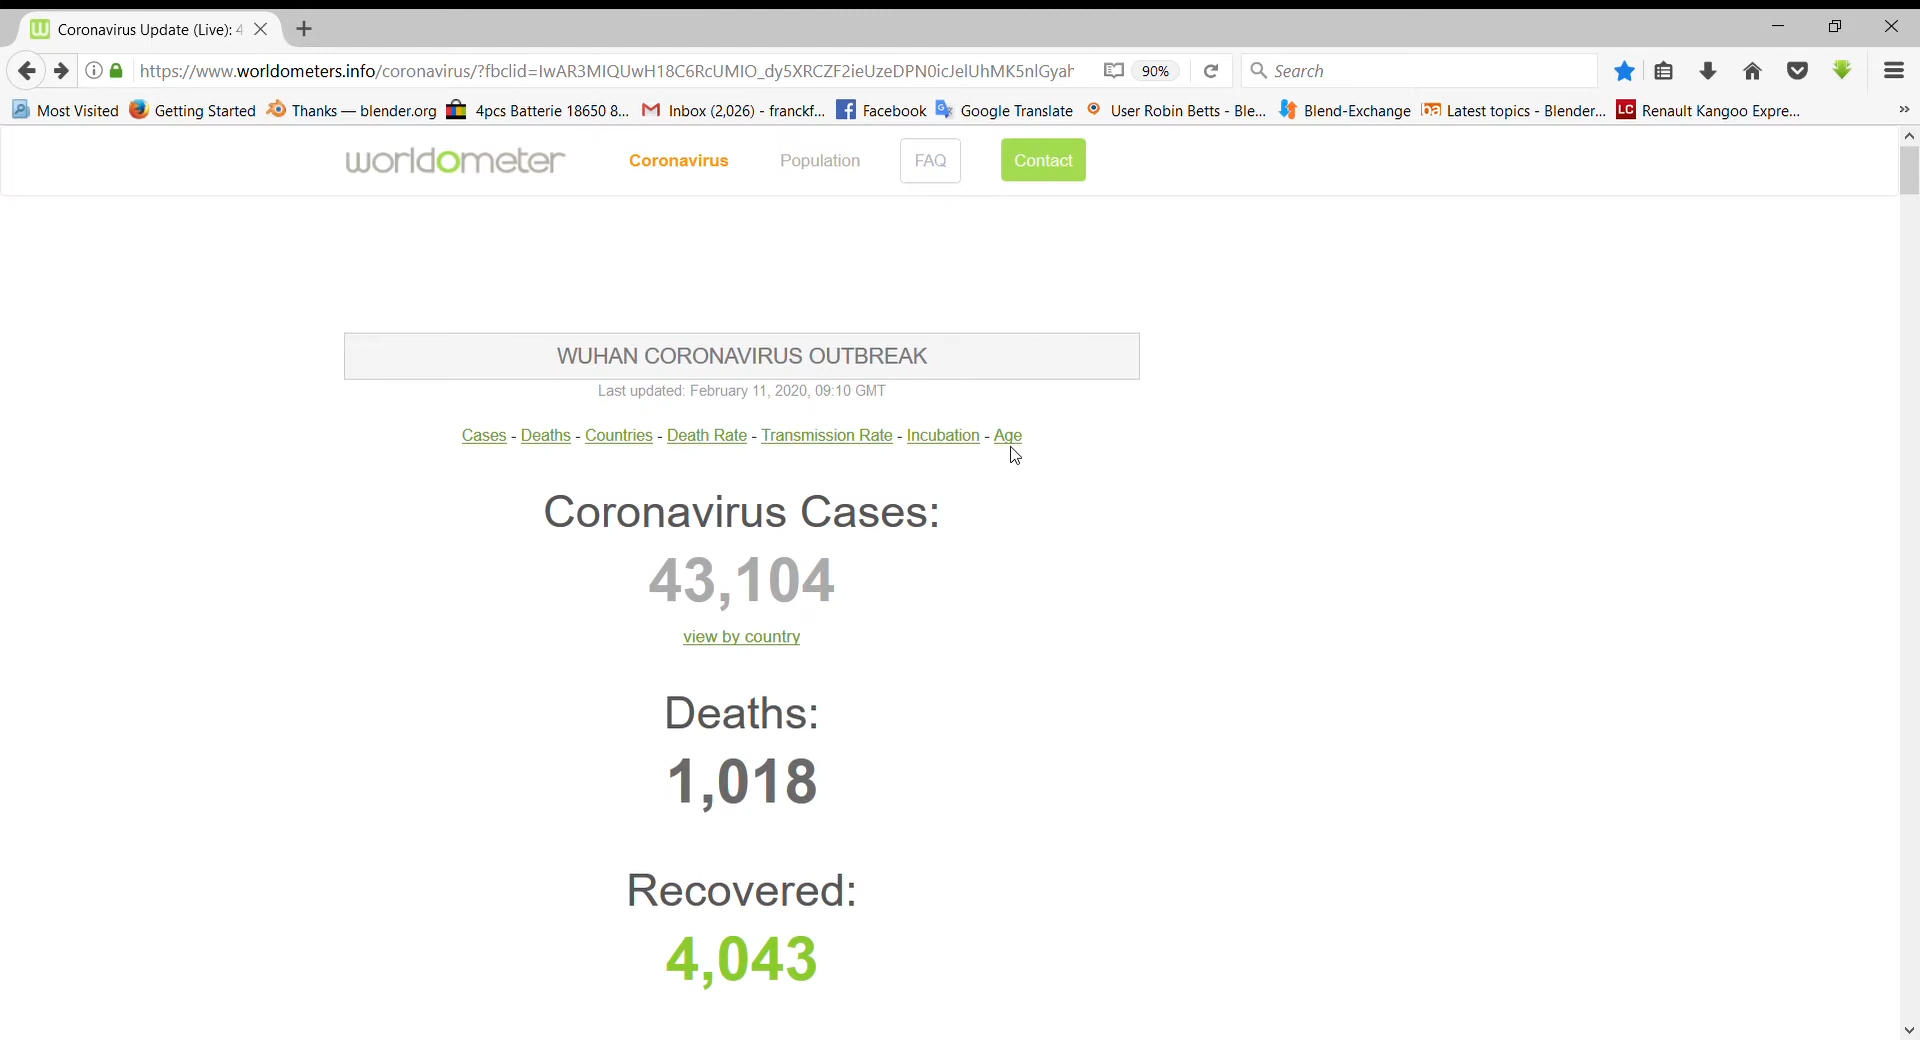 Coronavirus Update (Live): 4
https://www.worldometers.info/coronavirus/?fbclid=IwAR3MIQUwH18C6RcUMIO_dy5XRCZF2ieUzeDPN0icJelUhMK5nlGyah
90%
Search
Most Visited
Getting Started
Thanks — blender.org
4pcs Batterie 18650 8...
Inbox (2,026) - franckf...
Facebook
Google Translate
User Robin Betts - Ble...
Blend-Exchange
Latest topics - Blender...
Renault Kangoo Expre...
worldometer
Coronavirus
Population
FAQ
Contact
WUHAN CORONAVIRUS OUTBREAK
Last updated: February 11, 2020, 09:10 GMT
Cases - Deaths - Countries - Death Rate - Transmission Rate - Incubation - Age
Coronavirus Cases:
43,104
view by country
Deaths:
1,018
Recovered:
4,043